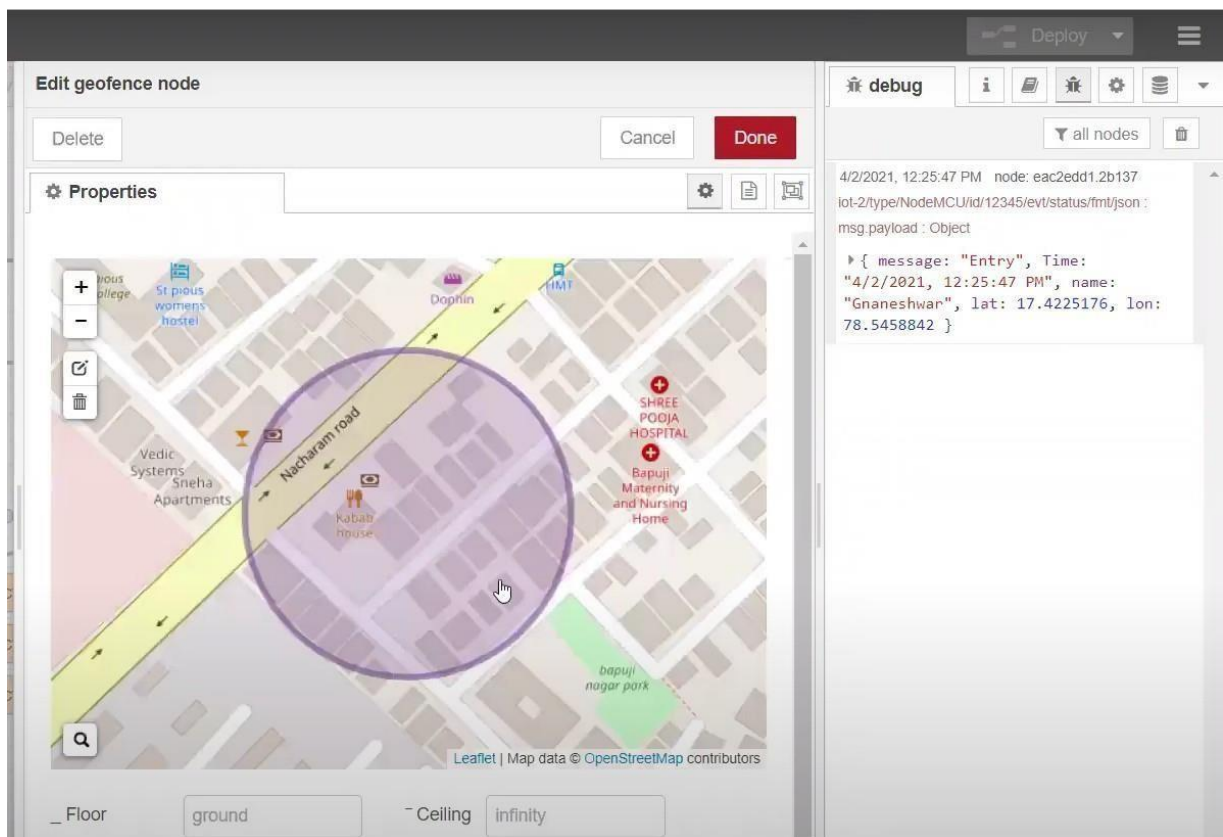 Deploy
Edit geofence node
Delete
Cancel
Done
Properties
debug
i
all nodes
4/2/2021, 12:25:47 PM node: eac2edd1.2b137
iot-2/type/NodeMCU/id/12345/evt/status/fmt/json :
msg.payload : Object
{ message: "Entry", Time:
"4/2/2021, 12:25:47 PM", name:
"Gnaneshwar", lat: 17.4225176, lon:
78.5458842 }
+
−
St pious
womens
hostel
Dophin
HMT
Nacharam road
SHREE
POOJA
HOSPITAL
Bapuji
Maternity
and Nursing
Home
Vedic
Systems
Sneha
Apartments
Kabab
house
bapuji
nagar park
Leaflet | Map data © OpenStreetMap contributors
_ Floor
ground
‾ Ceiling
infinity